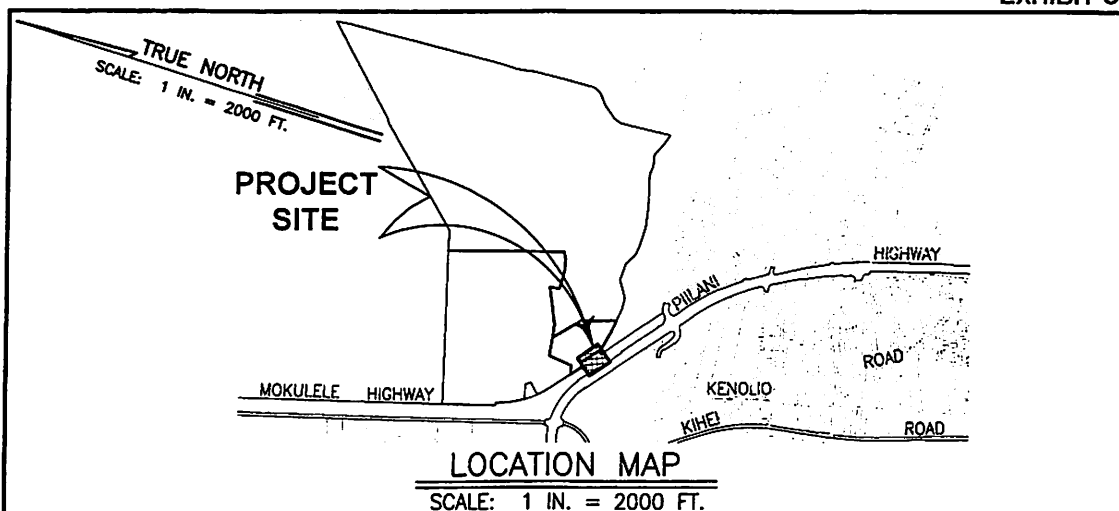 TRUE NORTH
SCALE: 1 IN. = 2000 FT.
PROJECT
SITE
HIGHWAY
PIILANI
ROAD
MOKULELE HIGHWAY
KENOLIO
KIHEI
ROAD
LOCATION MAP
SCALE: 1 IN. = 2000 FT.